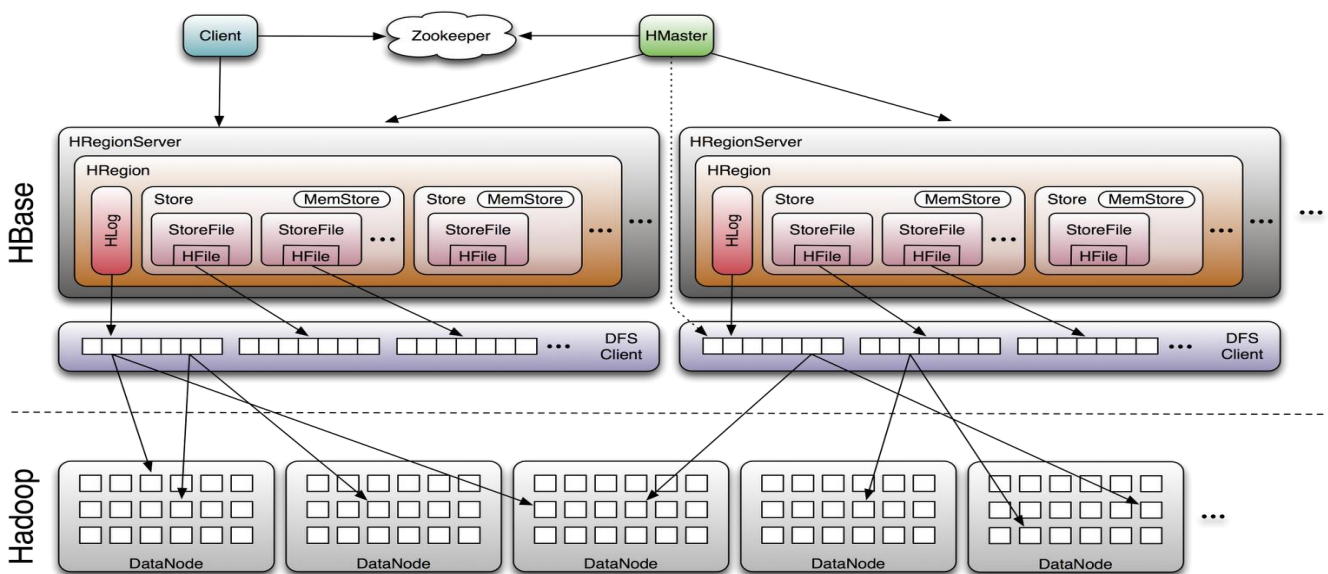 Client
Zookeeper
HMaster
HBase
HRegionServer
HRegion
HLog
Store
MemStore
StoreFile
HFile
StoreFile
HFile
...
Store
MemStore
StoreFile
HFile
...
...
HRegionServer
HRegion
HLog
Store
MemStore
StoreFile
HFile
StoreFile
HFile
...
Store
MemStore
StoreFile
HFile
...
...
...
...
DFS
Client
...
DFS
Client
Hadoop
DataNode
DataNode
DataNode
DataNode
DataNode
...